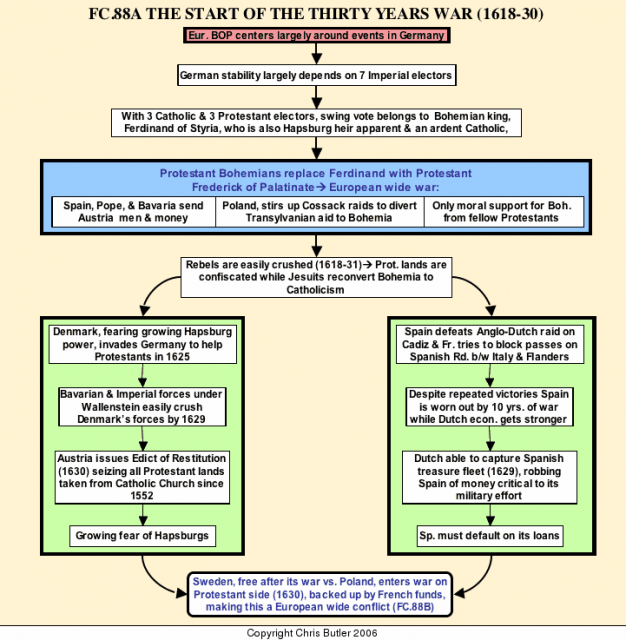 FC.88A THE START OF THE THIRTY YEARS WAR (1618-30)
Eur. BOP centers largely around events in Germany
German stability largely depends on 7 Imperial electors
With 3 Catholic & 3 Protestant electors, swing vote belongs to Bohemian king,
Ferdinand of Styria, who is also Hapsburg heir apparent & an ardent Catholic,
Protestant Bohemians replace Ferdinand with Protestant
Frederick of Palatinate→ European wide war:
Spain, Pope, & Bavaria send
Austria men & money
Poland, stirs up Cossack raids to divert
Transylvanian aid to Bohemia
Only moral support for Boh.
from fellow Protestants
Rebels are easily crushed (1618-31)→ Prot. lands are
confiscated while Jesuits reconvert Bohemia to
Catholicism
Denmark, fearing growing Hapsburg
power, invades Germany to help
Protestants in 1625
Bavarian & Imperial forces under
Wallenstein easily crush
Denmark's forces by 1629
Austria issues Edict of Restitution
(1630) seizing all Protestant lands
taken from Catholic Church since
1552
Growing fear of Hapsburgs
Spain defeats Anglo-Dutch raid on
Cadiz & Fr. tries to block passes on
Spanish Rd. b/w Italy & Flanders
Despite repeated victories Spain
is worn out by 10 yrs. of war
while Dutch econ. gets stronger
Dutch able to capture Spanish
treasure fleet (1629), robbing
Spain of money critical to its
military effort
Sp. must default on its loans
Sweden, free after its war vs. Poland, enters war on
Protestant side (1630), backed up by French funds,
making this a European wide conflict (FC.88B)
Copyright Chris Butler 2006